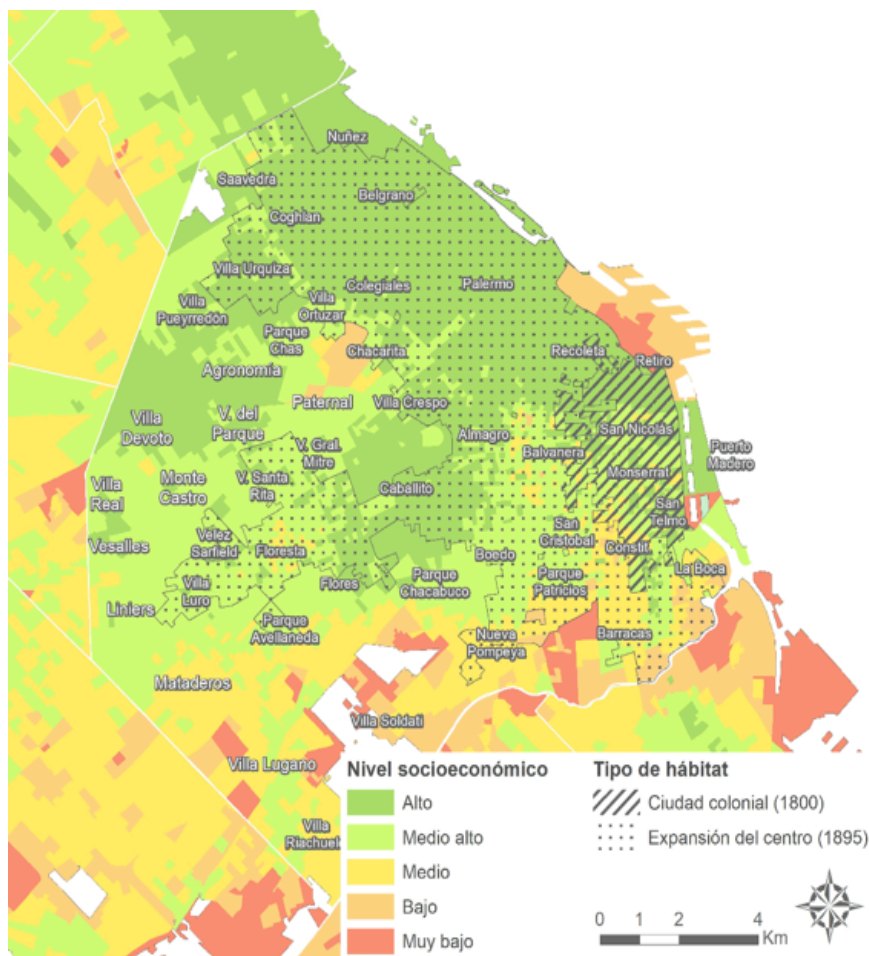 Nuñez
Saavedra
Belgrano
Coghlan
Villa Urquiza
Colegiales
Palermo
Villa
Pueyrredón
Villa
Ortuzar
Parque
Chas
Chacarita
Recoleta
Retiro
Agronomía
Paternal
Villa Crespo
Villa
Devoto
V. del
Parque
Almagro
San Nicolás
Puerto
Madero
V. Gral.
Mitre
Balvanera
Monserrat
Villa
Real
Monte
Castro
V. Santa
Rita
Caballito
San
Telmo
Vesalles
Velez
Sarfield
Floresta
Boedo
San
Cristobal
Constit
La Boca
Liniers
Villa
Luro
Flores
Parque
Chacabuco
Parque
Patricios
Parque
Avellaneda
Nueva
Pompeya
Barracas
Mataderos
Villa Soldati
Villa Lugano
Villa
Riachuel
Nivel socioeconómico
Alto
Medio alto
Medio
Bajo
Muy bajo
Tipo de hábitat
Ciudad colonial (1800)
Expansión del centro (1895)
0 1 2 4
Km